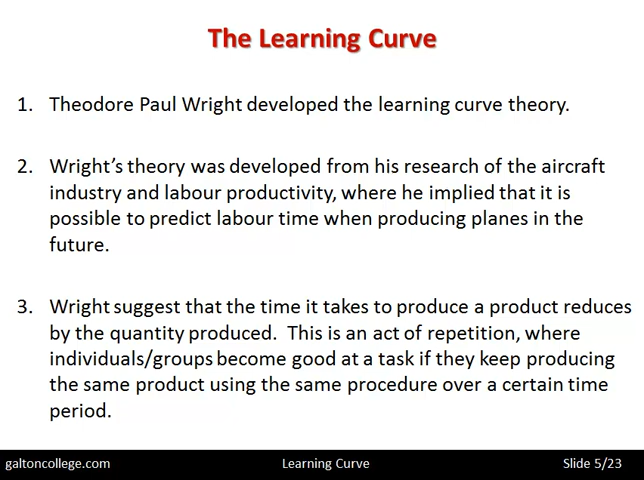 The Learning Curve
1. Theodore Paul Wright developed the learning curve theory.
2. Wright's theory was developed from his research of the aircraft
industry and labour productivity, where he implied that it is
possible to predict labour time when producing planes in the
future.
3. Wright suggest that the time it takes to produce a product reduces
by the quantity produced.  This is an act of repetition, where
individuals/groups become good at a task if they keep producing
the same product using the same procedure over a certain time
period.
galtoncollege.com Learning Curve Slide 5/23